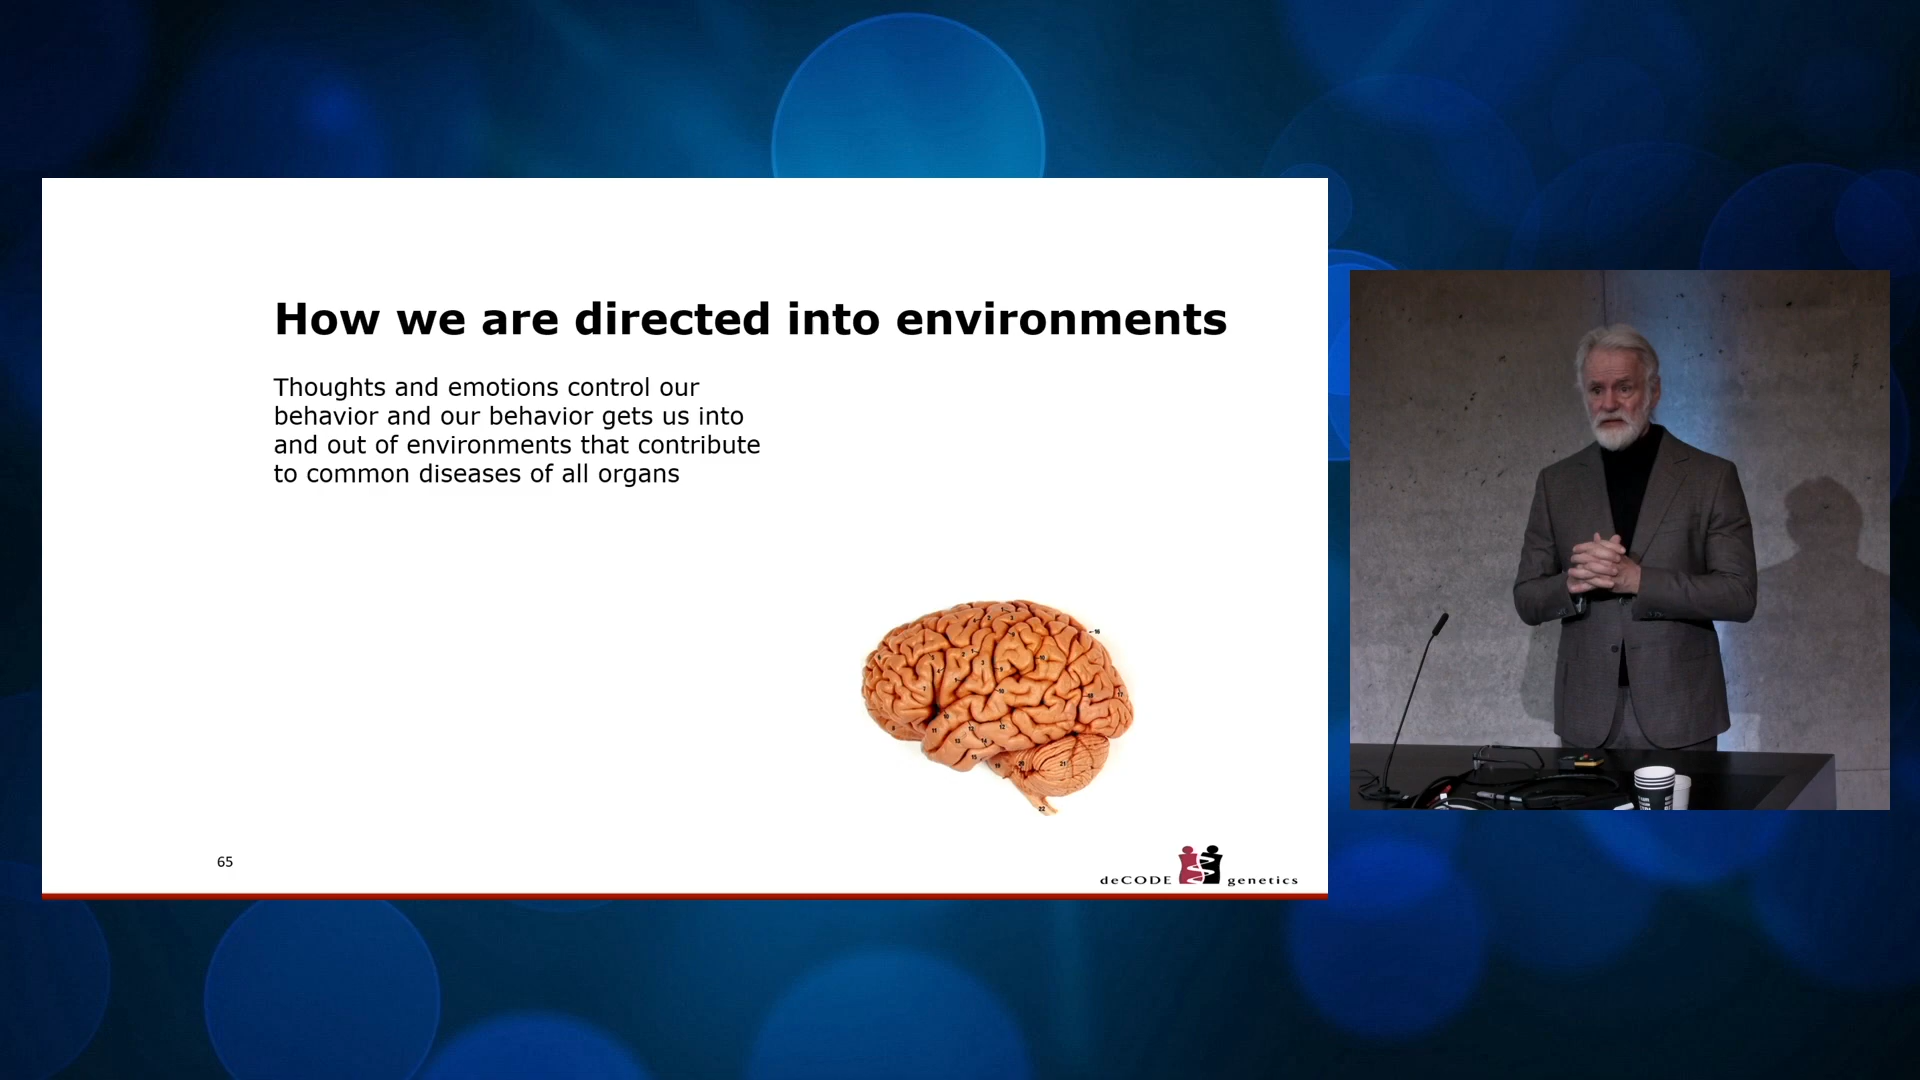 How we are directed into environments
Thoughts and emotions control our
behavior and our behavior gets us into
and out of environments that contribute
to common diseases of all organs
65
deCODE genetics